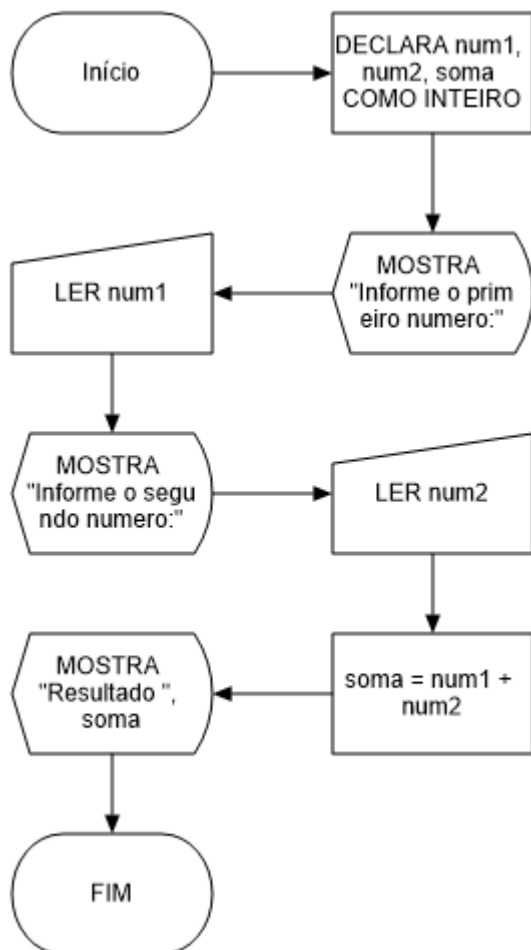 Início
DECLARA num1,
num2, soma
COMO INTEIRO
MOSTRA
"Informe o prim
eiro numero:"
LER num1
MOSTRA
"Informe o segu
ndo numero:"
LER num2
soma = num1 +
num2
MOSTRA
"Resultado ",
soma
FIM